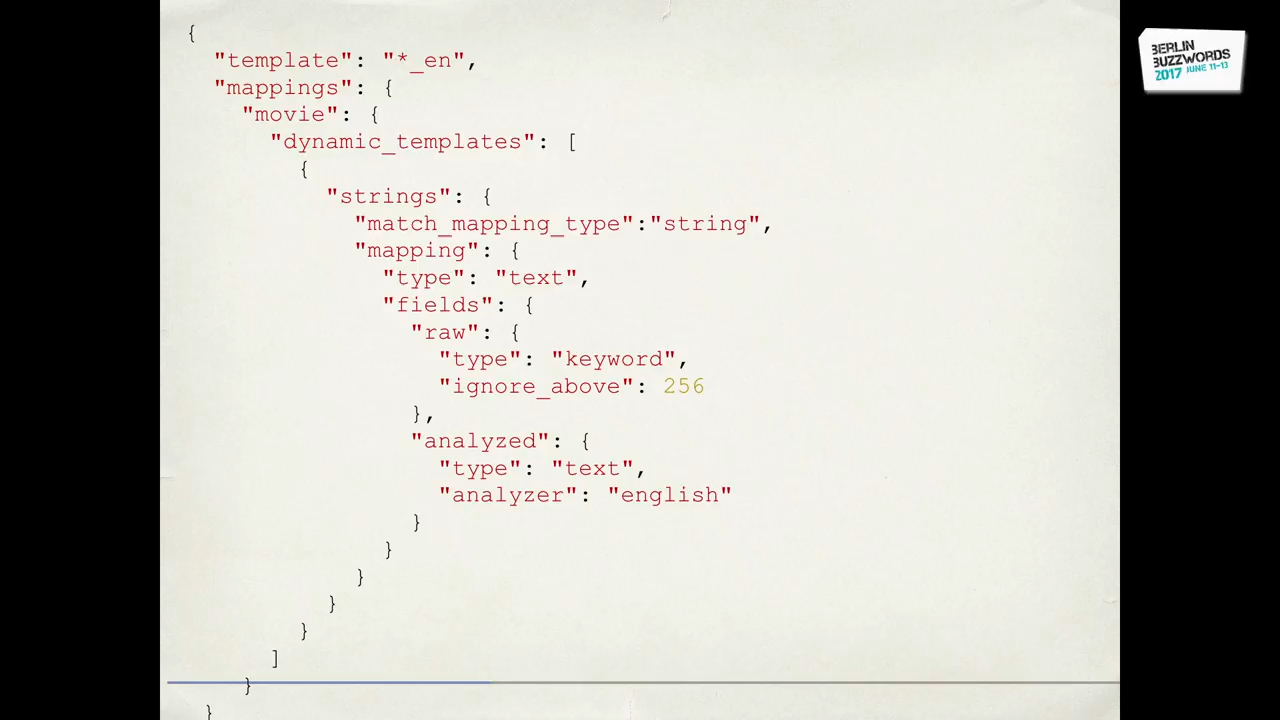 {
  "template": "*_en",
  "mappings": {
    "movie": {
      "dynamic_templates": [
        {
          "strings": {
            "match_mapping_type":"string",
            "mapping": {
              "type": "text",
              "fields": {
                "raw": {
                  "type": "keyword",
                  "ignore_above": 256
                },
                "analyzed": {
                  "type": "text",
                  "analyzer": "english"
                }
              }
            }
          }
        }
      ]
    }
  }
BERLIN
BUZZWORDS
2017 JUNE 11-13